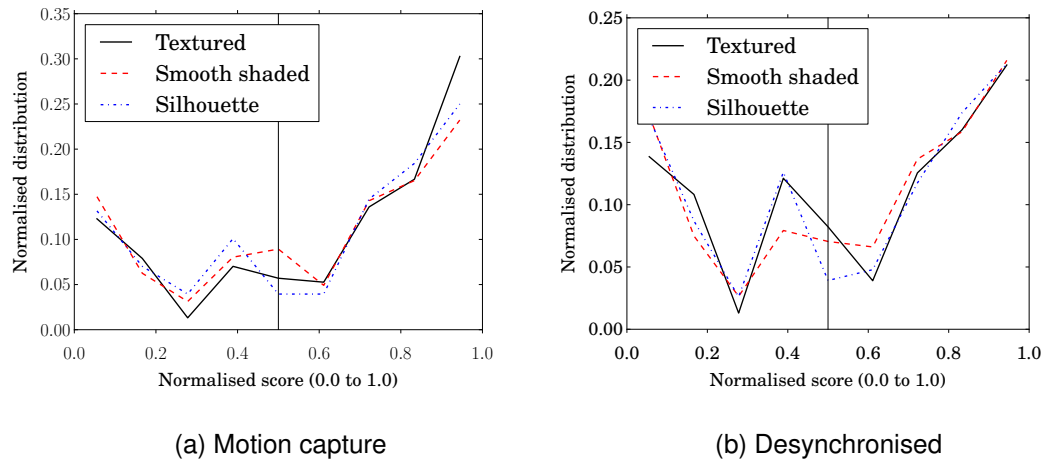 0.35
0.30
0.25
0.20
0.15
0.10
0.05
0.00
Normalised distribution
Textured
Smooth shaded
Silhouette
0.0 0.2 0.4 0.6 0.8 1.0
Normalised score (0.0 to 1.0)
(a) Motion capture
0.25
0.20
0.15
0.10
0.05
0.00
Normalised distribution
Textured
Smooth shaded
Silhouette
0.0 0.2 0.4 0.6 0.8 1.0
Normalised score (0.0 to 1.0)
(b) Desynchronised